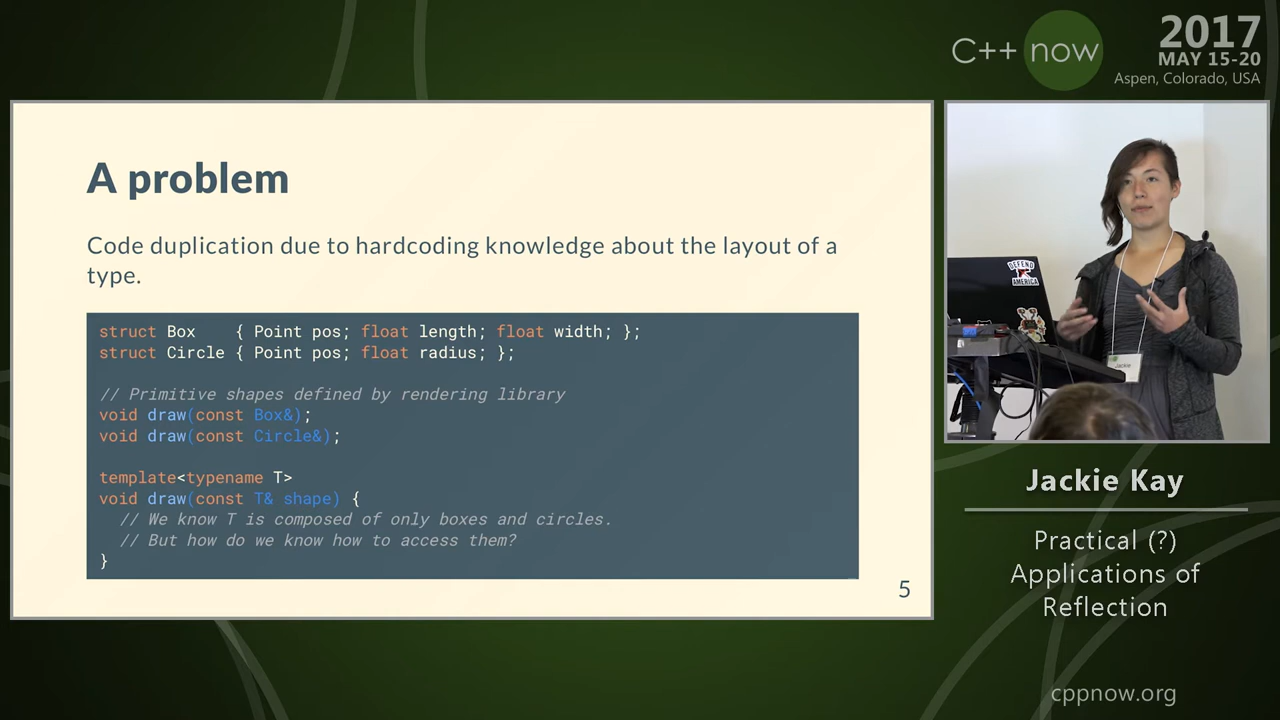 C++ now
2017
MAY 15-20
Aspen, Colorado, USA
A problem
Code duplication due to hardcoding knowledge about the layout of a
type.
struct Box    { Point pos; float length; float width; };
struct Circle { Point pos; float radius; };
// Primitive shapes defined by rendering library
void draw(const Box&);
void draw(const Circle&);
template<typename T>
void draw(const T& shape) {
  // We know T is composed of only boxes and circles.
  // But how do we know how to access them?
}
5
DEFEND
AMERICA
Jackie
Jackie Kay
Practical (?)
Applications of
Reflection
cppnow.org